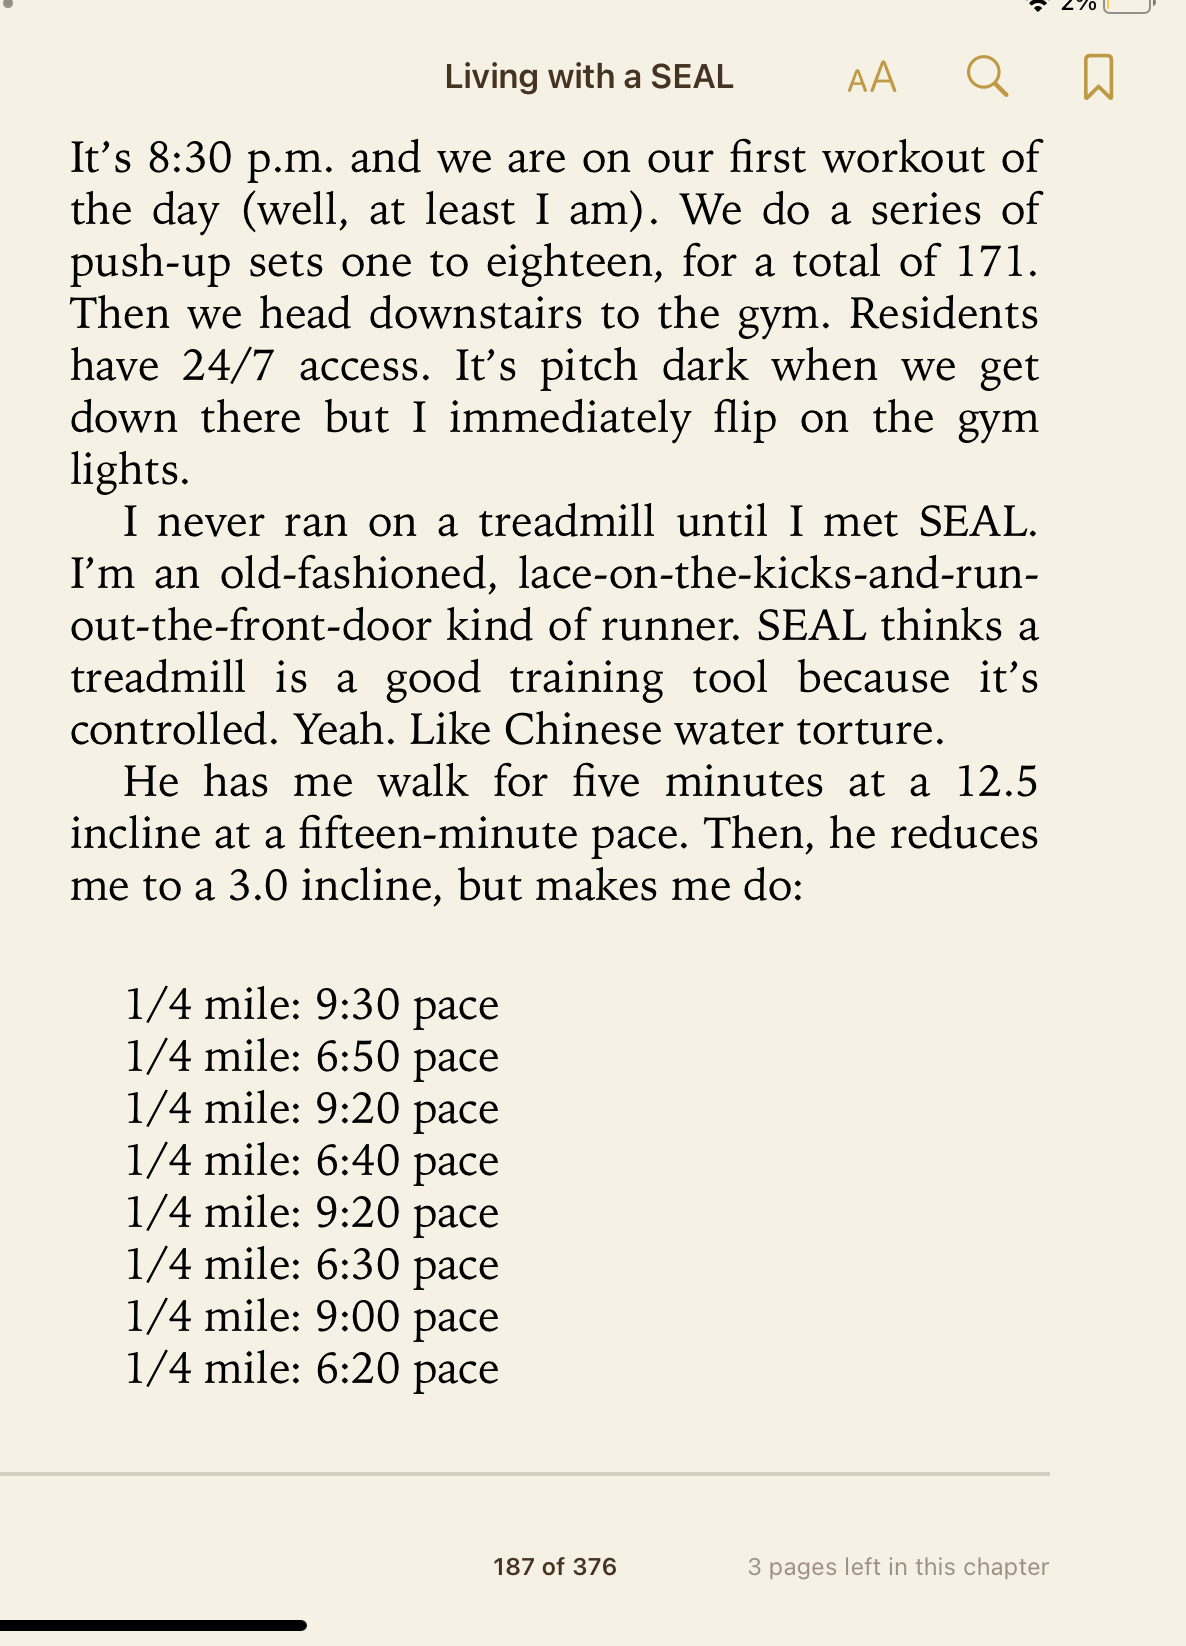 2%
Living with a SEAL
AA
It’s 8:30 p.m. and we are on our first workout of
the day (well, at least I am). We do a series of
push-up sets one to eighteen, for a total of 171.
Then we head downstairs to the gym. Residents
have 24/7 access. It’s pitch dark when we get
down there but I immediately flip on the gym
lights.
I never ran on a treadmill until I met SEAL.
I’m an old-fashioned, lace-on-the-kicks-and-run-
out-the-front-door kind of runner. SEAL thinks a
treadmill is a good training tool because it’s
controlled. Yeah. Like Chinese water torture.
He has me walk for five minutes at a 12.5
incline at a fifteen-minute pace. Then, he reduces
me to a 3.0 incline, but makes me do:
1/4 mile: 9:30 pace
1/4 mile: 6:50 pace
1/4 mile: 9:20 pace
1/4 mile: 6:40 pace
1/4 mile: 9:20 pace
1/4 mile: 6:30 pace
1/4 mile: 9:00 pace
1/4 mile: 6:20 pace
187 of 376
3 pages left in this chapter